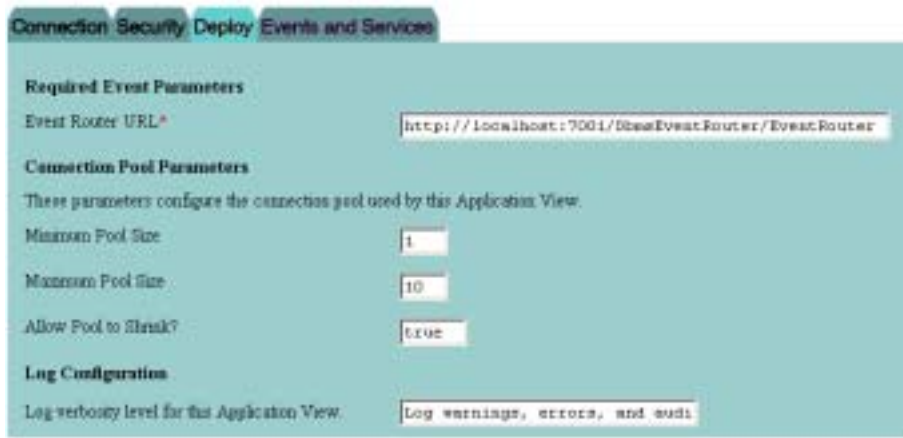 Connection Security Deploy Events and Services
Required Event Parameters
Event Router URL*
http://localhost:7001/DbmsEventRouter/EventRouter
Connection Pool Parameters
These parameters configure the connection pool used by this Application View.
Minimum Pool Size
1
Maximum Pool Size
10
Allow Pool to Shrink?
true
Log Configuration
Log verbosity level for this Application View.
Log warnings, errors, and audi